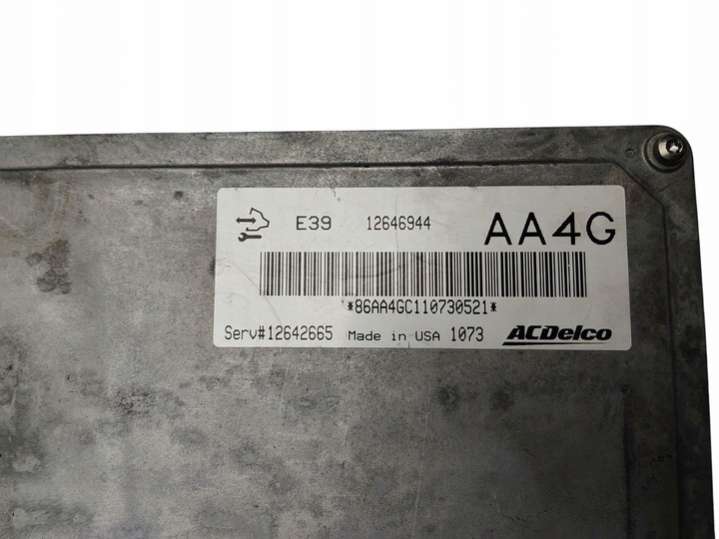 E39 12646944 AA4G
*86AA4GC110730521*
Serv#12642665 Made in USA 1073 ACDelco